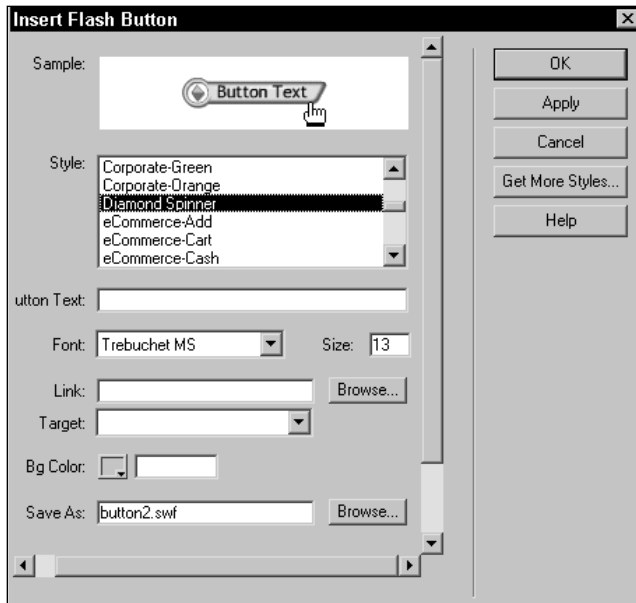 Insert Flash Button
Sample:
Button Text
Style:
Corporate-Green
Corporate-Orange
Diamond Spinner
eCommerce-Add
eCommerce-Cart
eCommerce-Cash
utton Text:
Font: Trebuchet MS Size: 13
Link: Browse...
Target:
Bg Color:
Save As: button2.swf Browse...
OK
Apply
Cancel
Get More Styles...
Help